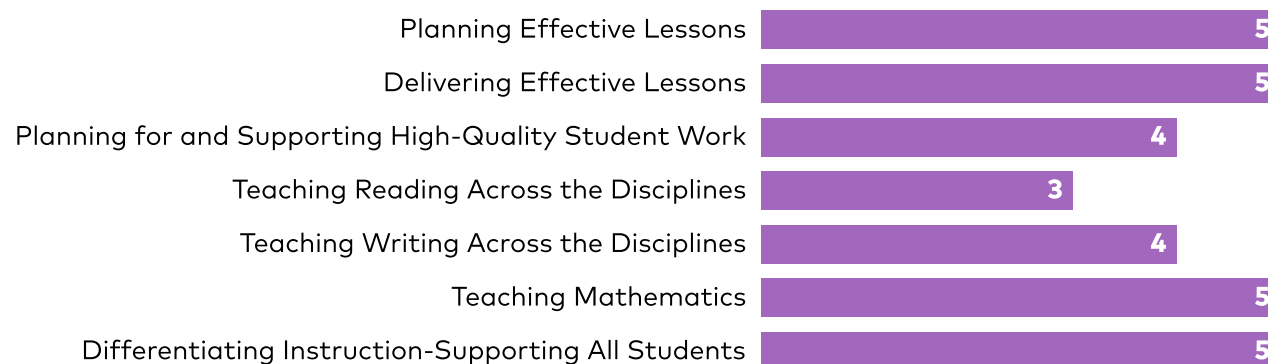 Planning Effective Lessons 5
Delivering Effective Lessons 5
Planning for and Supporting High-Quality Student Work 4
Teaching Reading Across the Disciplines 3
Teaching Writing Across the Disciplines 4
Teaching Mathematics 5
Differentiating Instruction-Supporting All Students 5